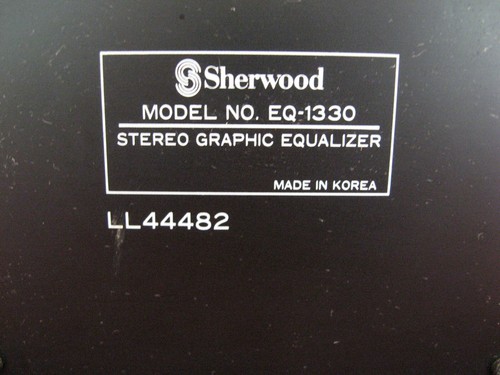 Sherwood
MODEL NO. EQ-1330
STEREO GRAPHIC EQUALIZER
MADE IN KOREA
LL44482